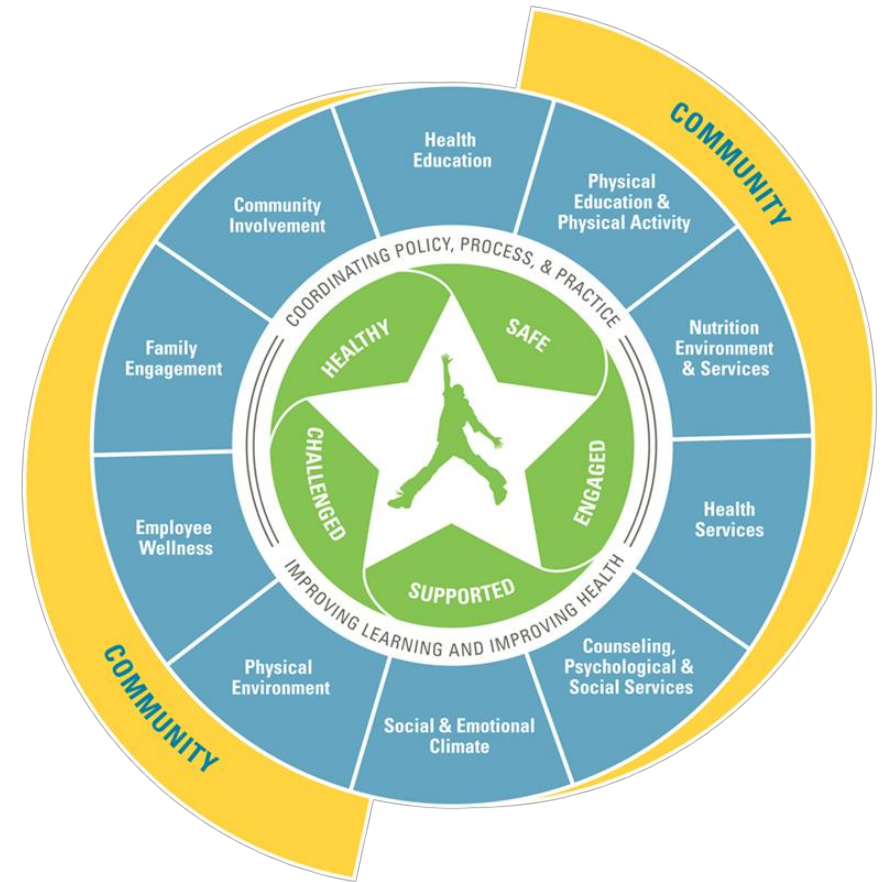 COMMUNITY
Health
Education
Physical
Education &
Physical Activity
Nutrition
Environment
& Services
Health
Services
Counseling,
Psychological &
Social Services
Social & Emotional
Climate
Physical
Environment
Employee
Wellness
Family
Engagement
Community
Involvement
COMMUNITY
COORDINATING POLICY, PROCESS, & PRACTICE
IMPROVING LEARNING AND IMPROVING HEALTH
HEALTHY
SAFE
ENGAGED
SUPPORTED
CHALLENGED